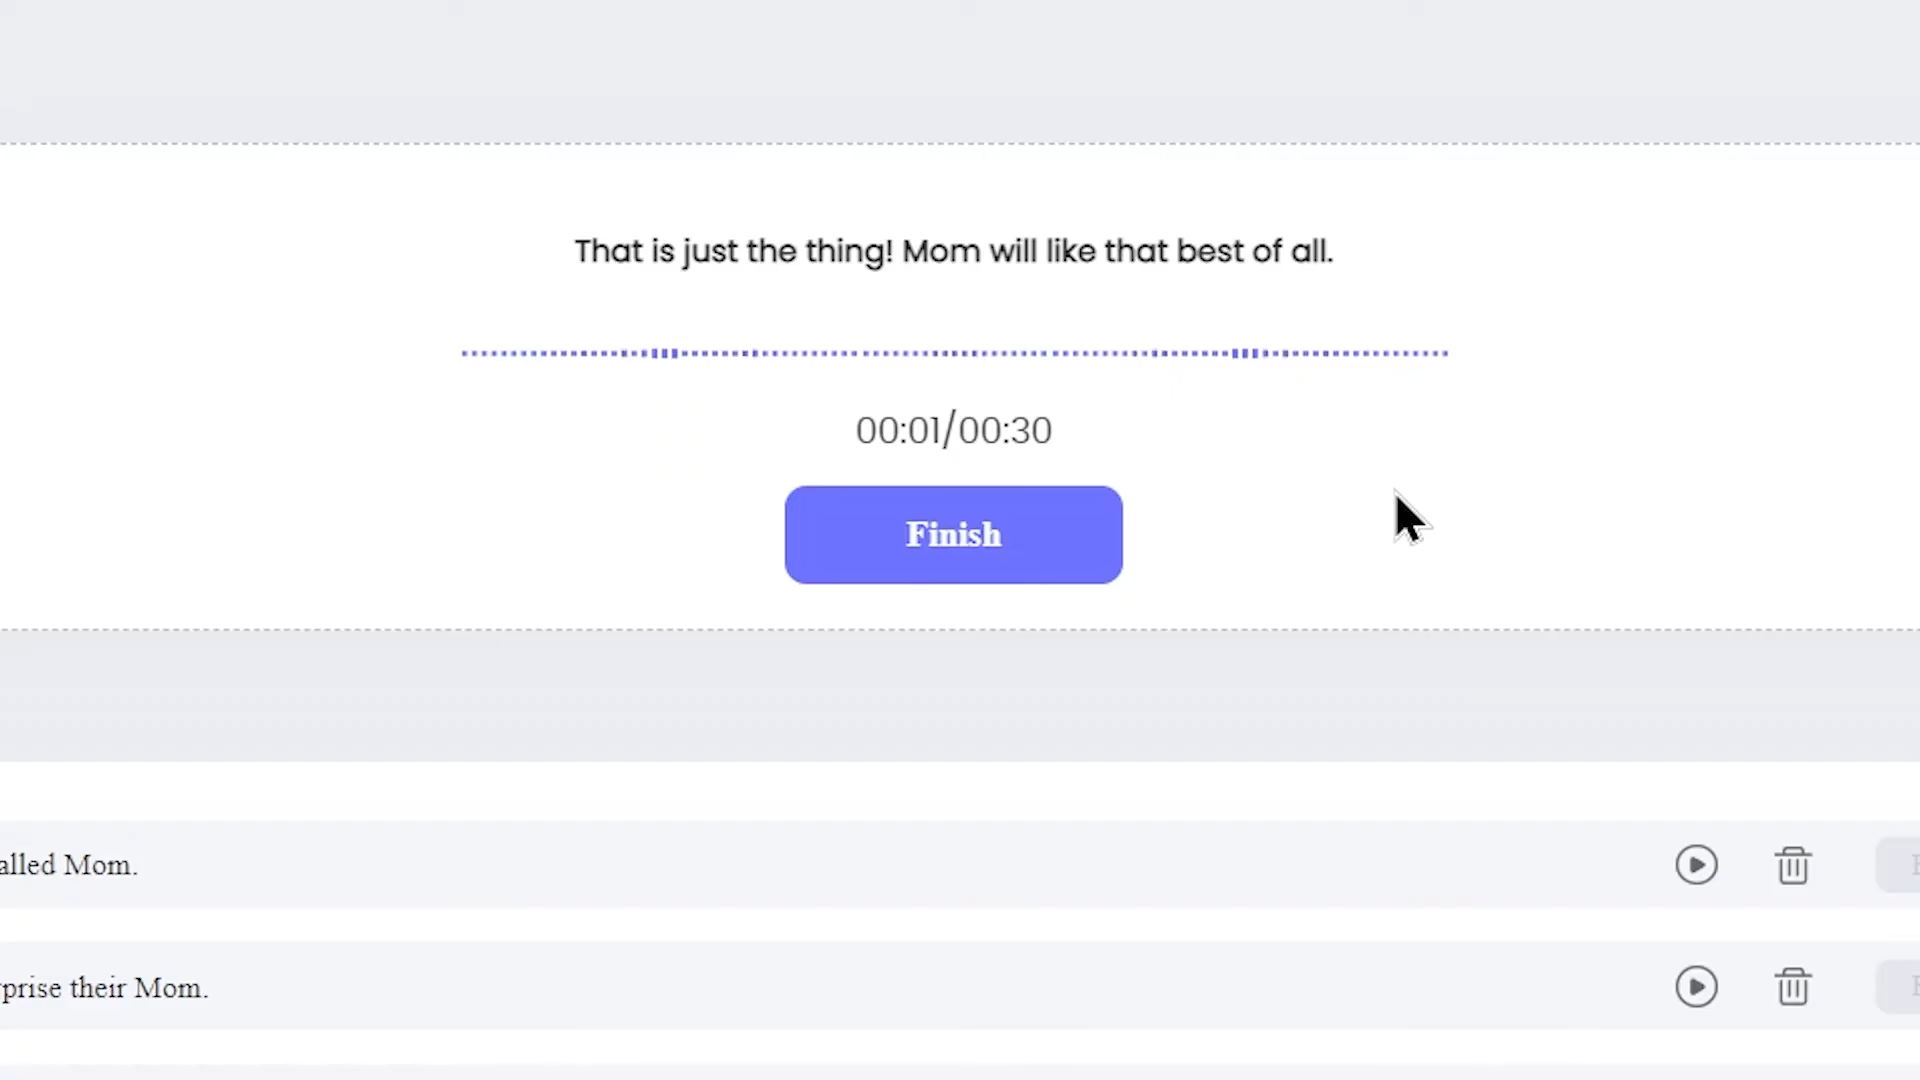 That is just the thing! Mom will like that best of all.
00:01/00:30
Finish
alled Mom.
prise their Mom.